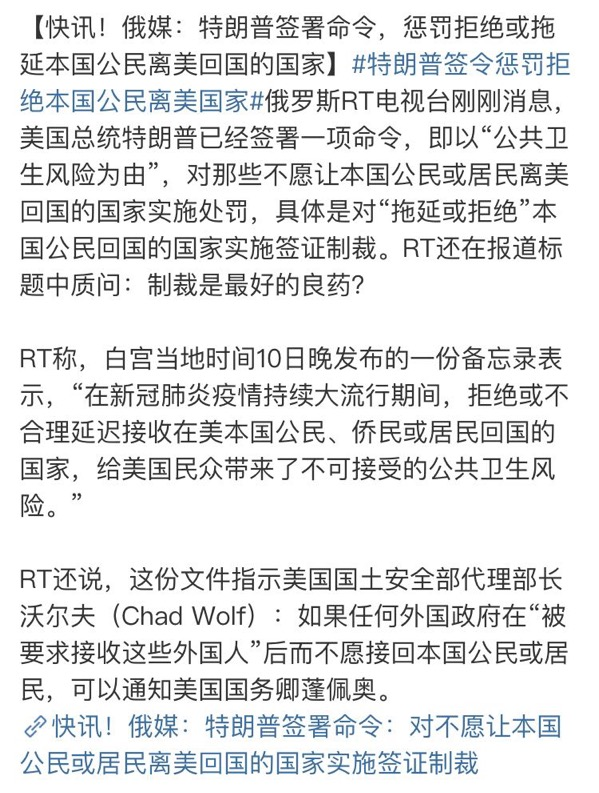 【快讯！俄媒：特朗普签署命令，惩罚拒绝或拖
延本国公民离美回国的国家】#特朗普签令惩罚拒
绝本国公民离美国家#俄罗斯RT电视台刚刚消息，
美国总统特朗普已经签署一项命令，即以“公共卫
生风险为由”，对那些不愿让本国公民或居民离美
回国的国家实施处罚，具体是对“拖延或拒绝”本
国公民回国的国家实施签证制裁。RT还在报道标
题中质问：制裁是最好的良药？
RT称，白宫当地时间10日晚发布的一份备忘录表
示，“在新冠肺炎疫情持续大流行期间，拒绝或不
合理延迟接收在美本国公民、侨民或居民回国的
国家，给美国民众带来了不可接受的公共卫生风
险。”
RT还说，这份文件指示美国国土安全部代理部长
沃尔夫（Chad Wolf）：如果任何外国政府在“被
要求接收这些外国人”后而不愿接回本国公民或居
民，可以通知美国国务卿蓬佩奥。
快讯！俄媒：特朗普签署命令：对不愿让本国
公民或居民离美回国的国家实施签证制裁